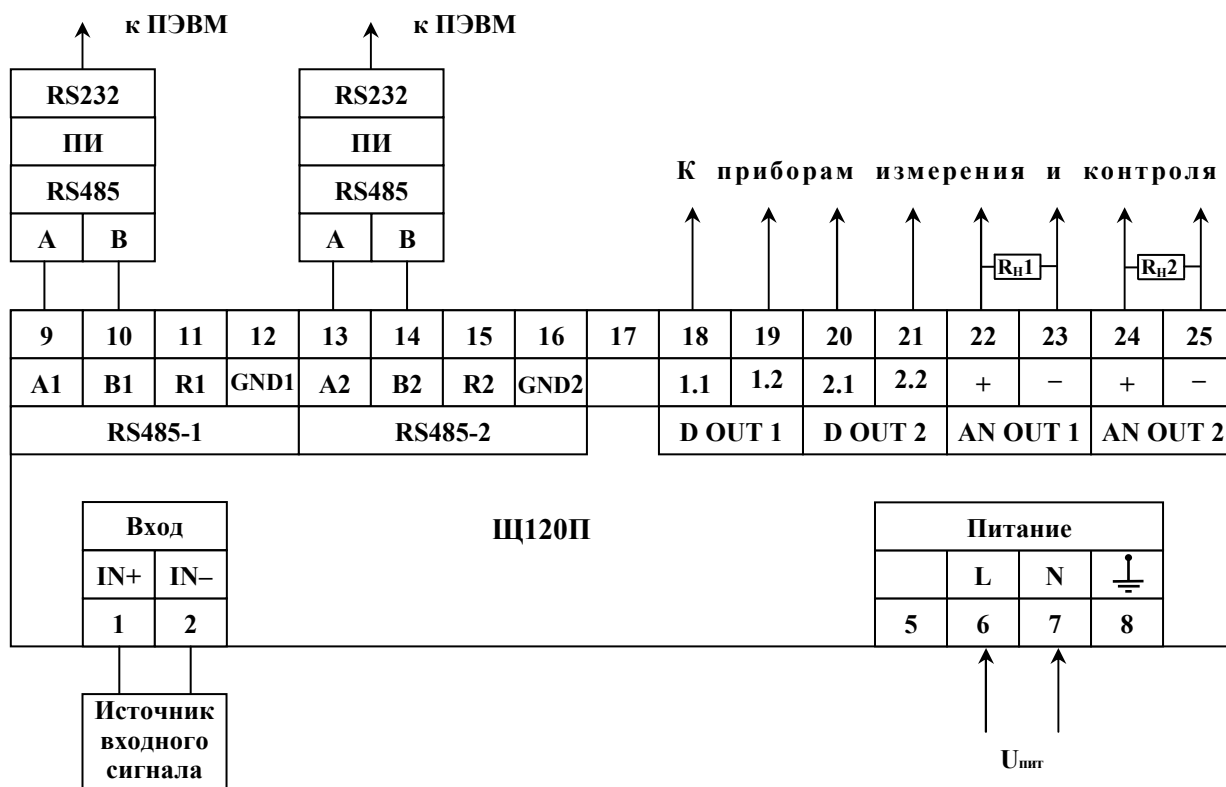 к ПЭВМ к ПЭВМ
RS232 RS232
ПИ ПИ
RS485 RS485
К приборам измерения и контроля
A B A B
RН1 RН2
9 10 11 12 13 14 15 16 17 18 19 20 21 22 23 24 25
A1 B1 R1 GND1 A2 B2 R2 GND2 1.1 1.2 2.1 2.2 + − + −
RS485-1 RS485-2 D OUT 1 D OUT 2 AN OUT 1 AN OUT 2
Вход Щ120П Питание
IN+ IN− L N
1 2 5 6 7 8
Источник
входного
сигнала
Uпит